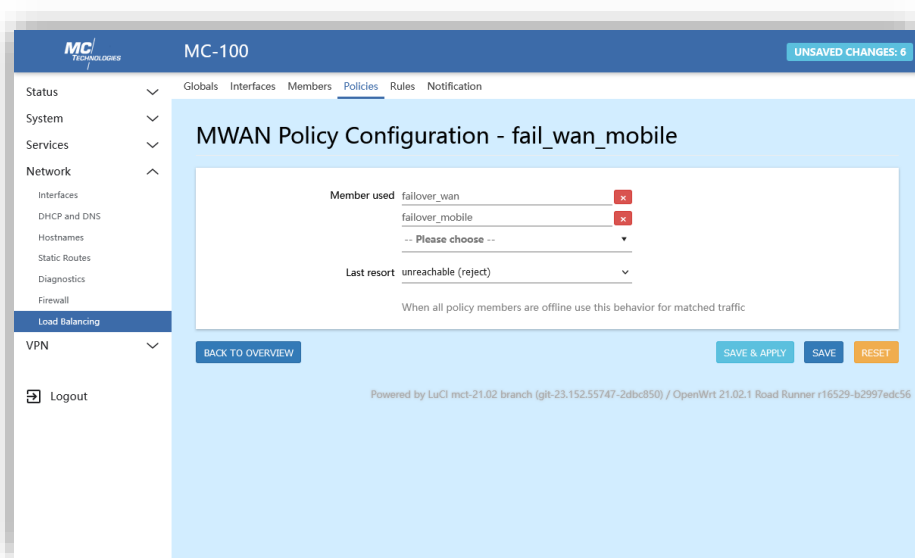 MC
TECHNOLOGIES
MC-100
UNSAVED CHANGES: 6
Status
System
Services
Network
Interfaces
DHCP and DNS
Hostnames
Static Routes
Diagnostics
Firewall
Load Balancing
VPN
Logout
Globals Interfaces Members Policies Rules Notification
MWAN Policy Configuration - fail_wan_mobile
Member used failover_wan ×
failover_mobile ×
-- Please choose --
Last resort unreachable (reject)
When all policy members are offline use this behavior for matched traffic
BACK TO OVERVIEW SAVE & APPLY SAVE RESET
Powered by LuCI mct-21.02 branch (git-23.152.55747-2dbc850) / OpenWrt 21.02.1 Road Runner r16529-b2997edc56